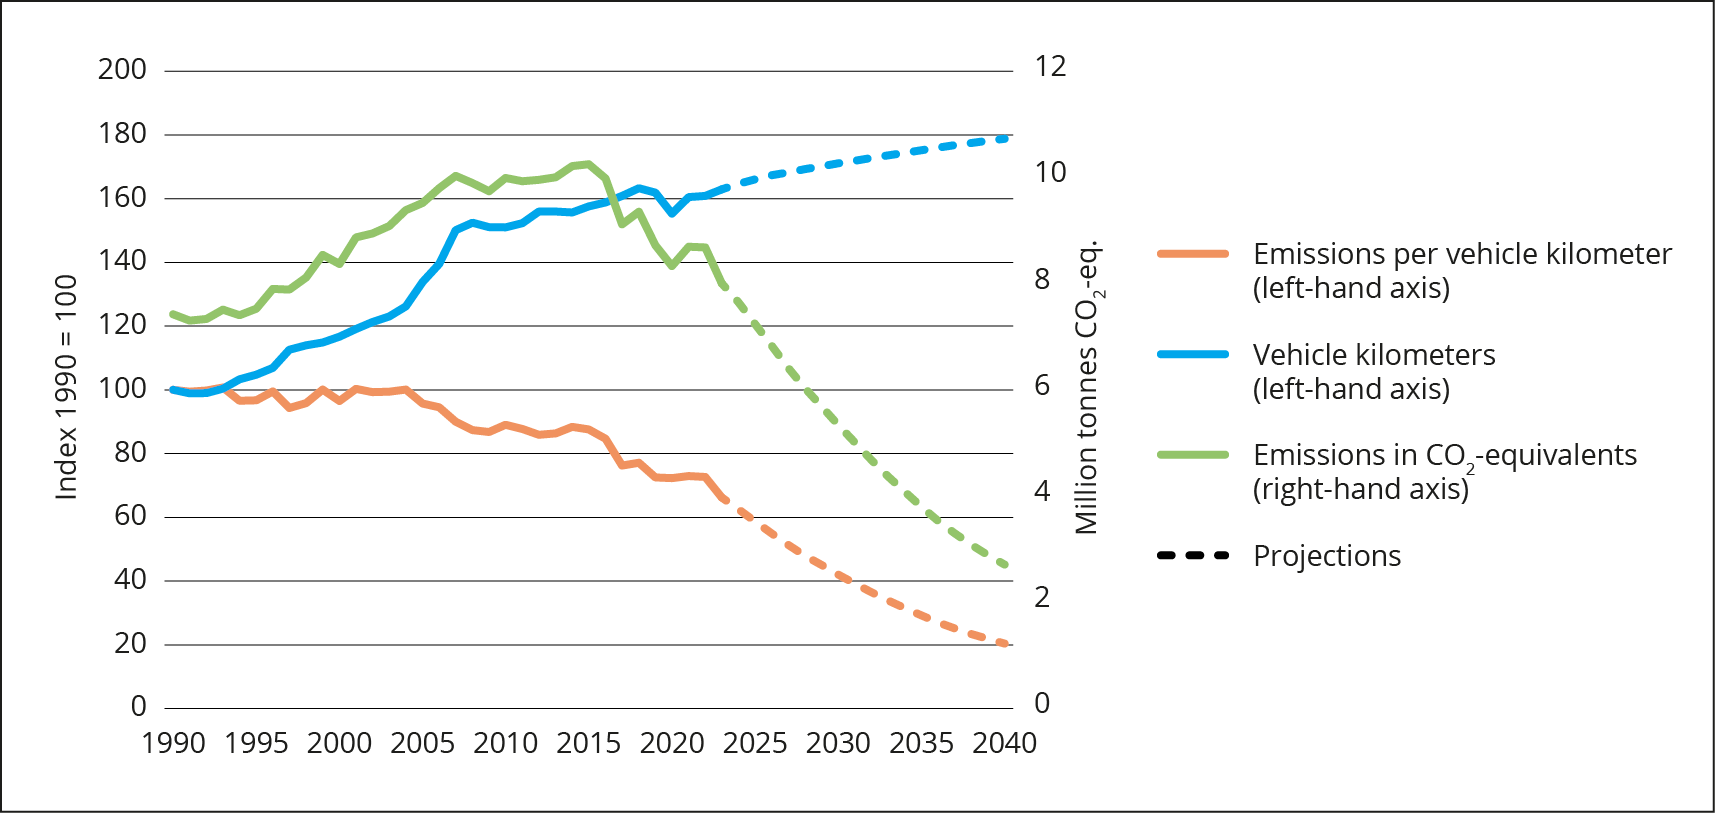 200
180
160
140
120
100
80
60
40
20
0
Index 1990 = 100
12
10
8
6
4
2
0
Million tonnes CO2-eq.
1990 1995 2000 2005 2010 2015 2020 2025 2030 2035 2040
Emissions per vehicle kilometer
(left-hand axis)
Vehicle kilometers
(left-hand axis)
Emissions in CO2-equivalents
(right-hand axis)
Projections